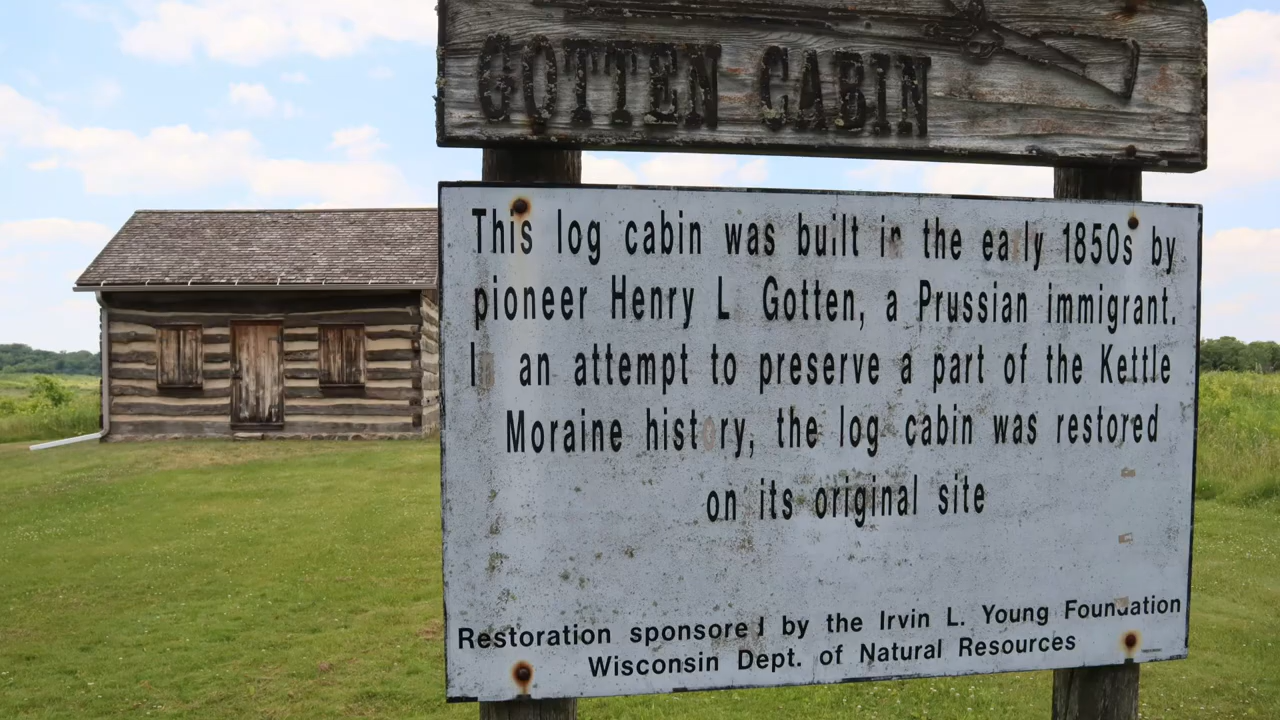 GOTTEN CABIN
This log cabin was built in the early 1850s by
pioneer Henry L Gotten, a Prussian immigrant.
In an attempt to preserve a part of the Kettle
Moraine history, the log cabin was restored
on its original site
Restoration sponsored by the Irvin L. Young Foundation
Wisconsin Dept. of Natural Resources